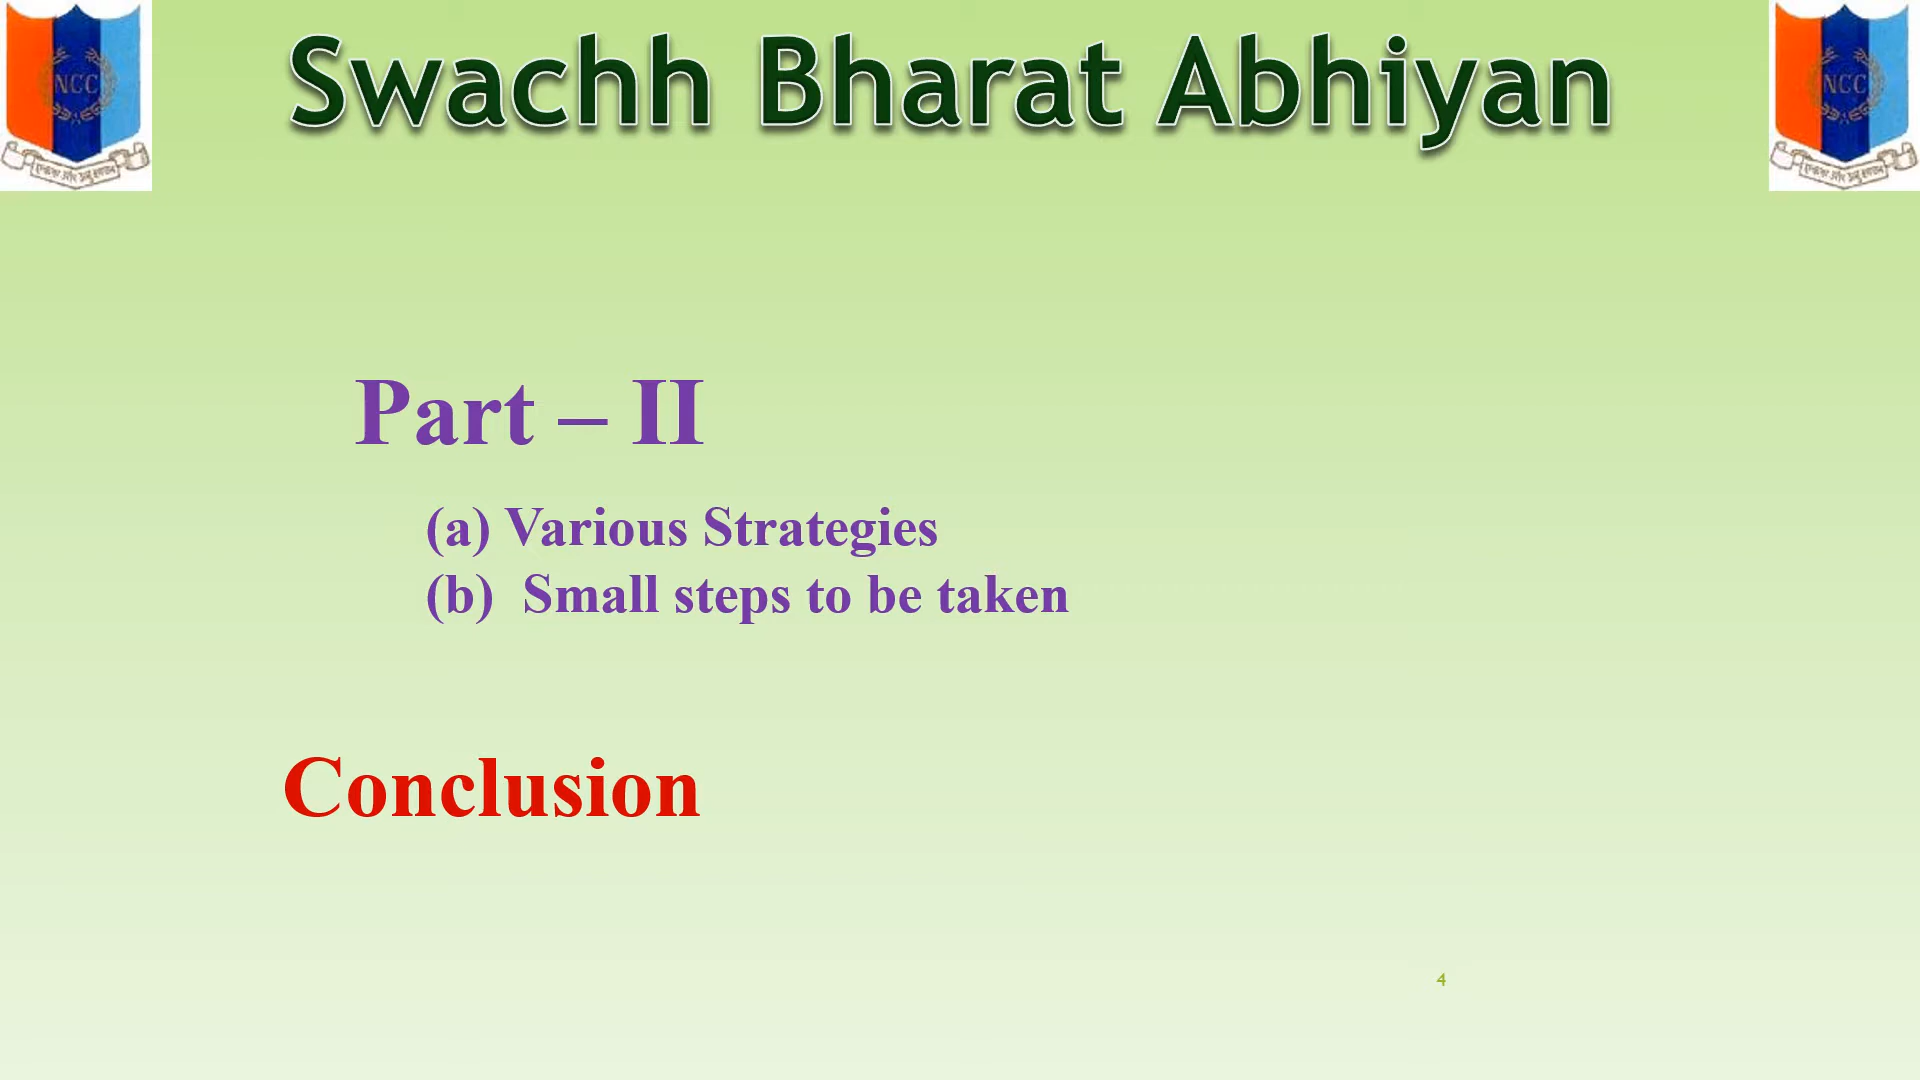 Swachh Bharat Abhiyan
NCC
NCC
Part – II
(a) Various Strategies
(b) Small steps to be taken
Conclusion
4